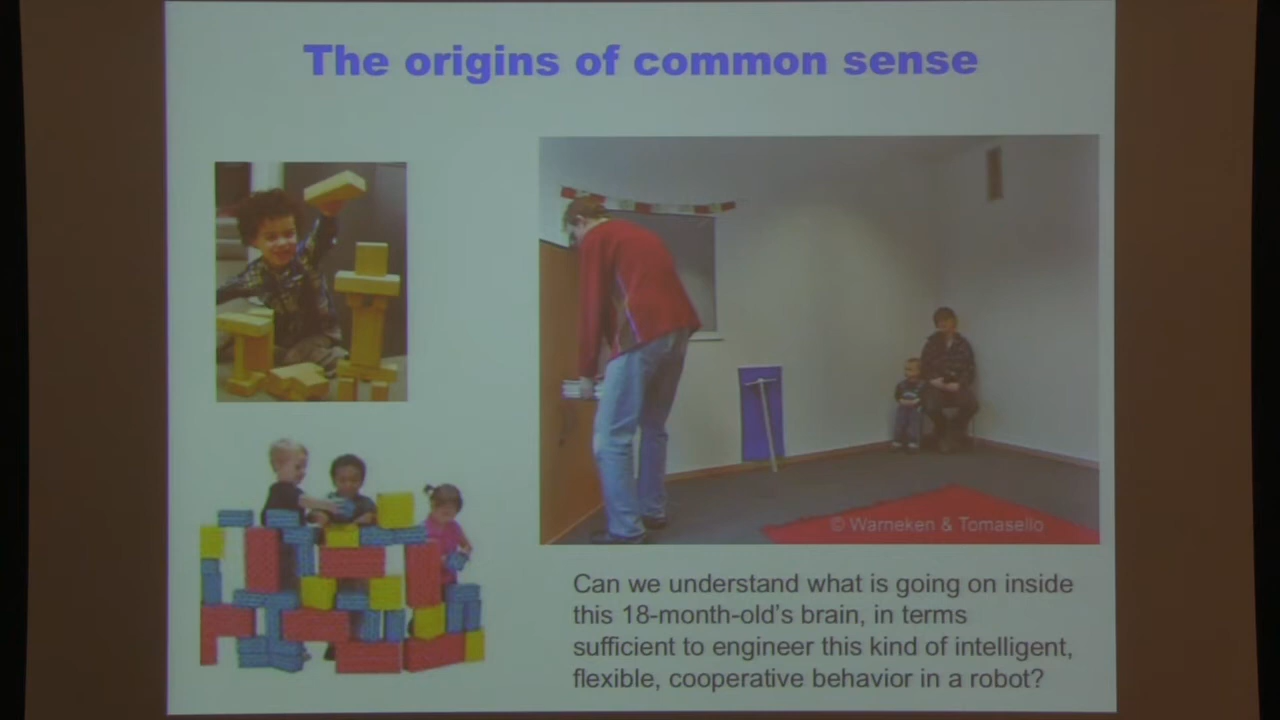 The origins of common sense
© Warneken & Tomasello
Can we understand what is going on inside
this 18-month-old's brain, in terms
sufficient to engineer this kind of intelligent,
flexible, cooperative behavior in a robot?